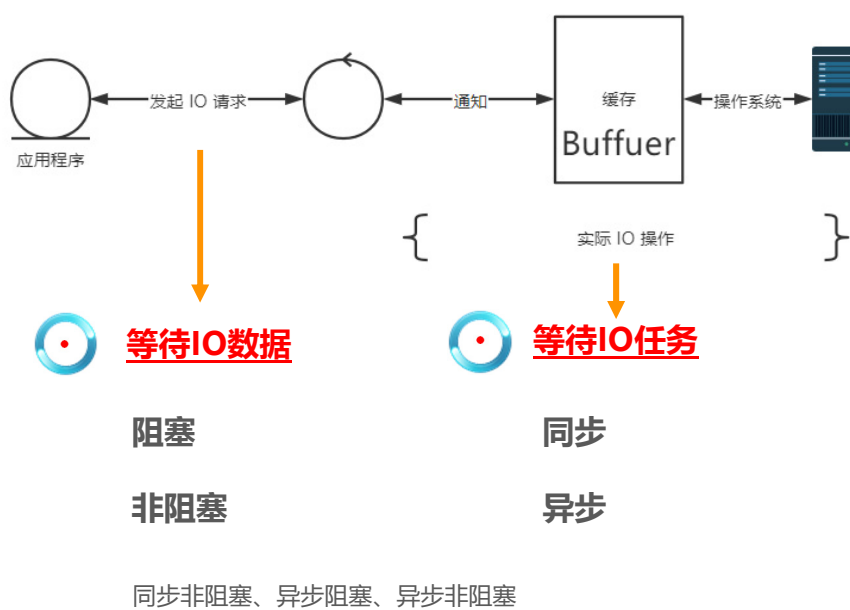 发起 IO 请求
通知
缓存
Buffuer
操作系统
应用程序
实际 IO 操作
等待IO数据
等待IO任务
阻塞
同步
非阻塞
异步
同步非阻塞、异步阻塞、异步非阻塞